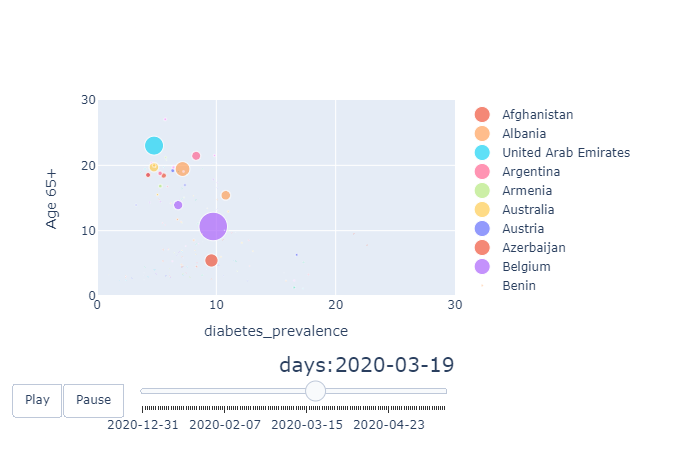 30
20
10
0
0
10
20
30
Age 65+
diabetes_prevalence
Afghanistan
Albania
United Arab Emirates
Argentina
Armenia
Australia
Austria
Azerbaijan
Belgium
Benin
days:2020-03-19
Play
Pause
2020-12-31
2020-02-07
2020-03-15
2020-04-23